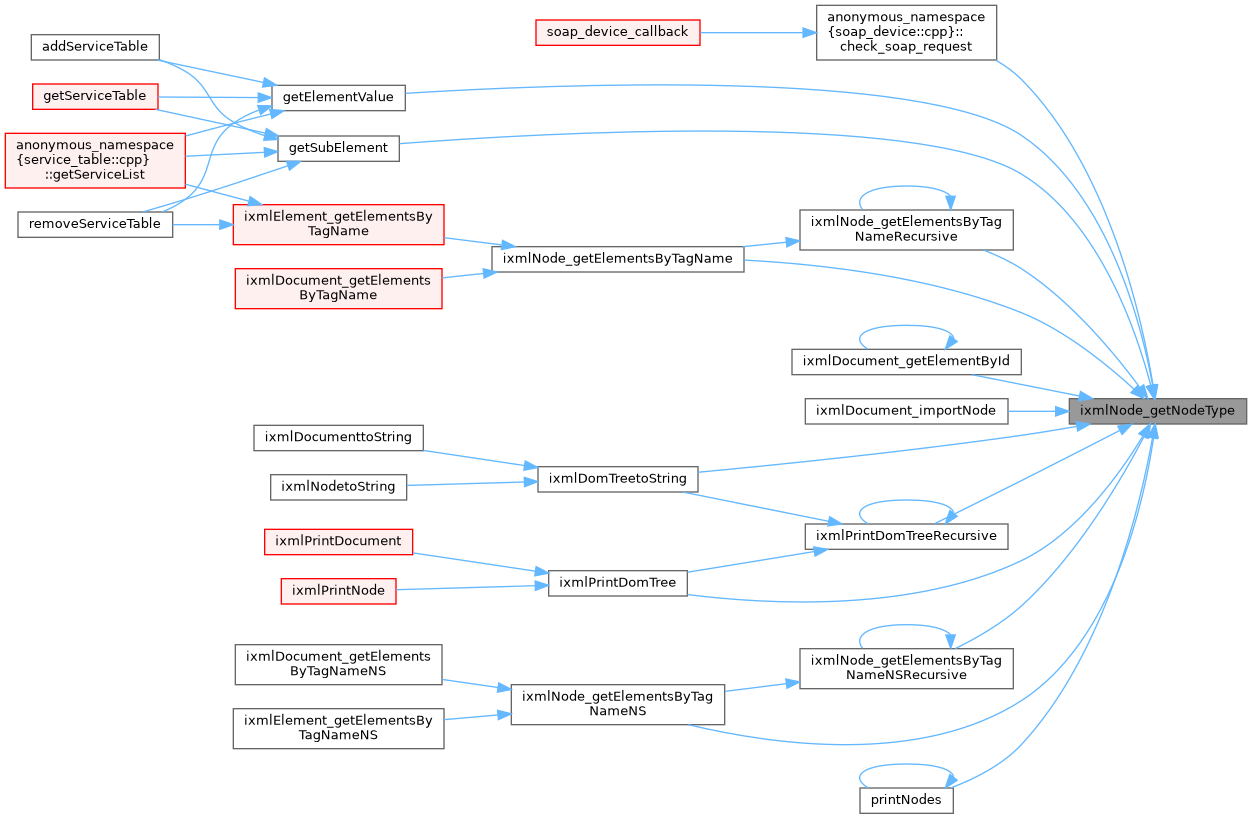 anonymous_namespace
{soap_device::cpp}::
check_soap_request
soap_device_callback
addServiceTable
getServiceTable
getElementValue
anonymous_namespace
{service_table::cpp}
::getServiceList
getSubElement
removeServiceTable
ixmlElement_getElementsBy
TagName
ixmlNode_getElementsByTag
NameRecursive
ixmlNode_getElementsByTagName
ixmlDocument_getElements
ByTagName
ixmlDocument_getElementById
ixmlNode_getNodeType
ixmlDocument_importNode
ixmlDocumenttoString
ixmlDomTreetoString
ixmlNodetoString
ixmlPrintDomTreeRecursive
ixmlPrintDocument
ixmlPrintDomTree
ixmlPrintNode
ixmlDocument_getElements
ByTagNameNS
ixmlNode_getElementsByTag
NameNSRecursive
ixmlNode_getElementsByTag
NameNS
ixmlElement_getElementsBy
TagNameNS
printNodes